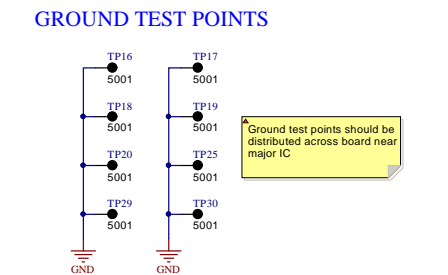 GROUND TEST POINTS
TP16 TP17
5001 5001
TP18 TP19
5001 5001
Ground test points should be
distributed across board near
major IC
TP20 TP25
5001 5001
TP29 TP30
5001 5001
GND GND